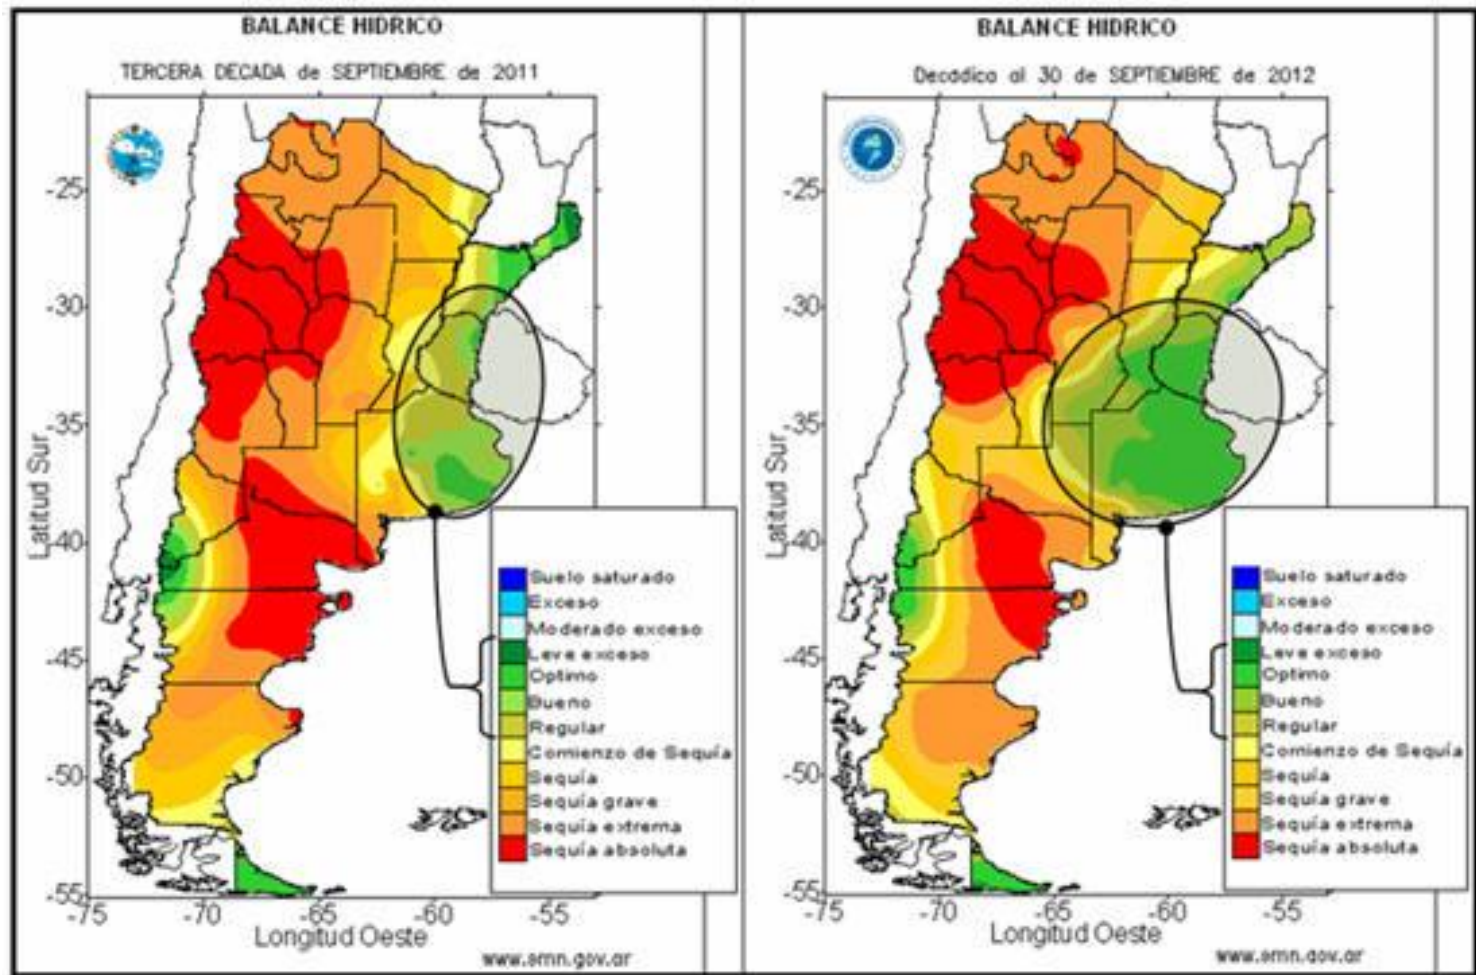 BALANCE HIDRICO
TERCERA DECADA de SEPTIEMBRE de 2011
-25
-30
-35
-40
-45
-50
-55
-75
-70
-65
-60
-55
Latitud Sur
Longitud Oeste
Suelo saturado
Exceso
Moderado exceso
Leve exceso
Optimo
Bueno
Regular
Comienzo de Sequía
Sequía
Sequía grave
Sequía extrema
Sequía absoluta
www.smn.gov.ar
BALANCE HIDRICO
Decádico al 30 de SEPTIEMBRE de 2012
-25
-30
-35
-40
-45
-50
-55
-75
-70
-65
-60
-55
Latitud Sur
Longitud Oeste
Suelo saturado
Exceso
Moderado exceso
Leve exceso
Optimo
Bueno
Regular
Comienzo de Sequía
Sequía
Sequía grave
Sequía extrema
Sequía absoluta
www.smn.gov.ar